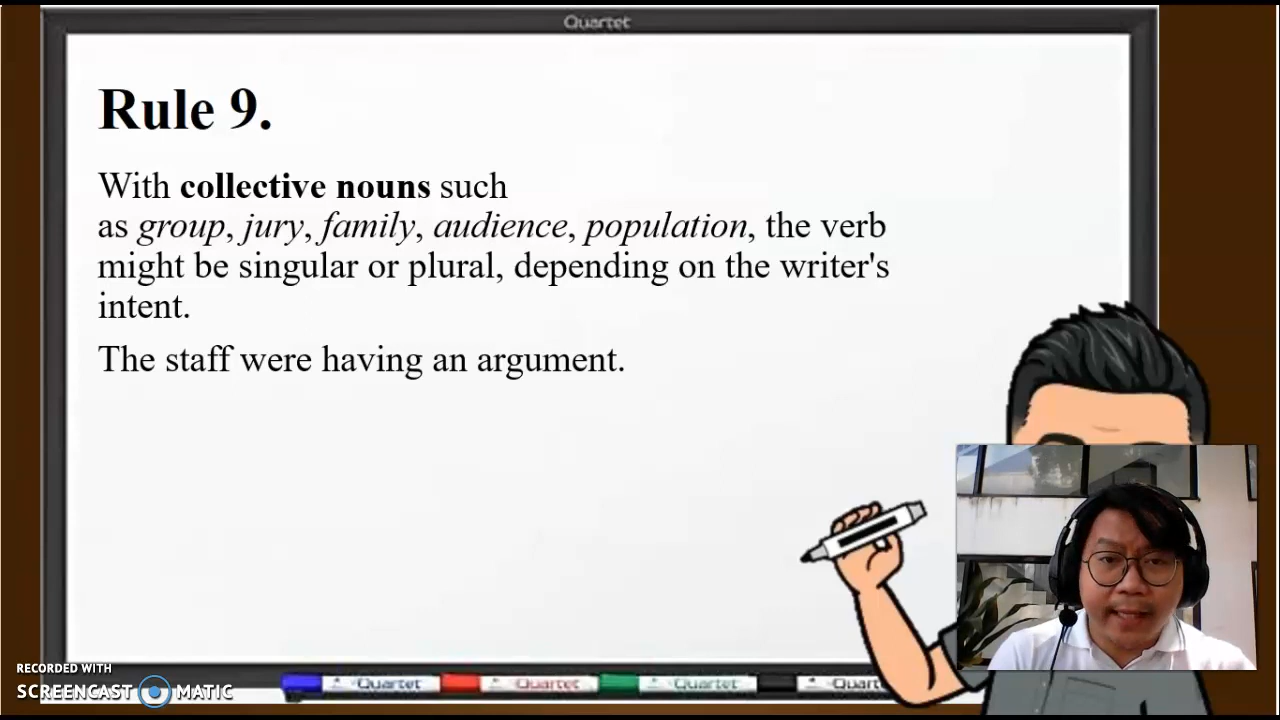 Quartet
Rule 9.
With collective nouns such
as group, jury, family, audience, population, the verb
might be singular or plural, depending on the writer's
intent.
The staff were having an argument.
RECORDED WITH
SCREENCAST MATIC
Quartet Quartet Quartet Quart